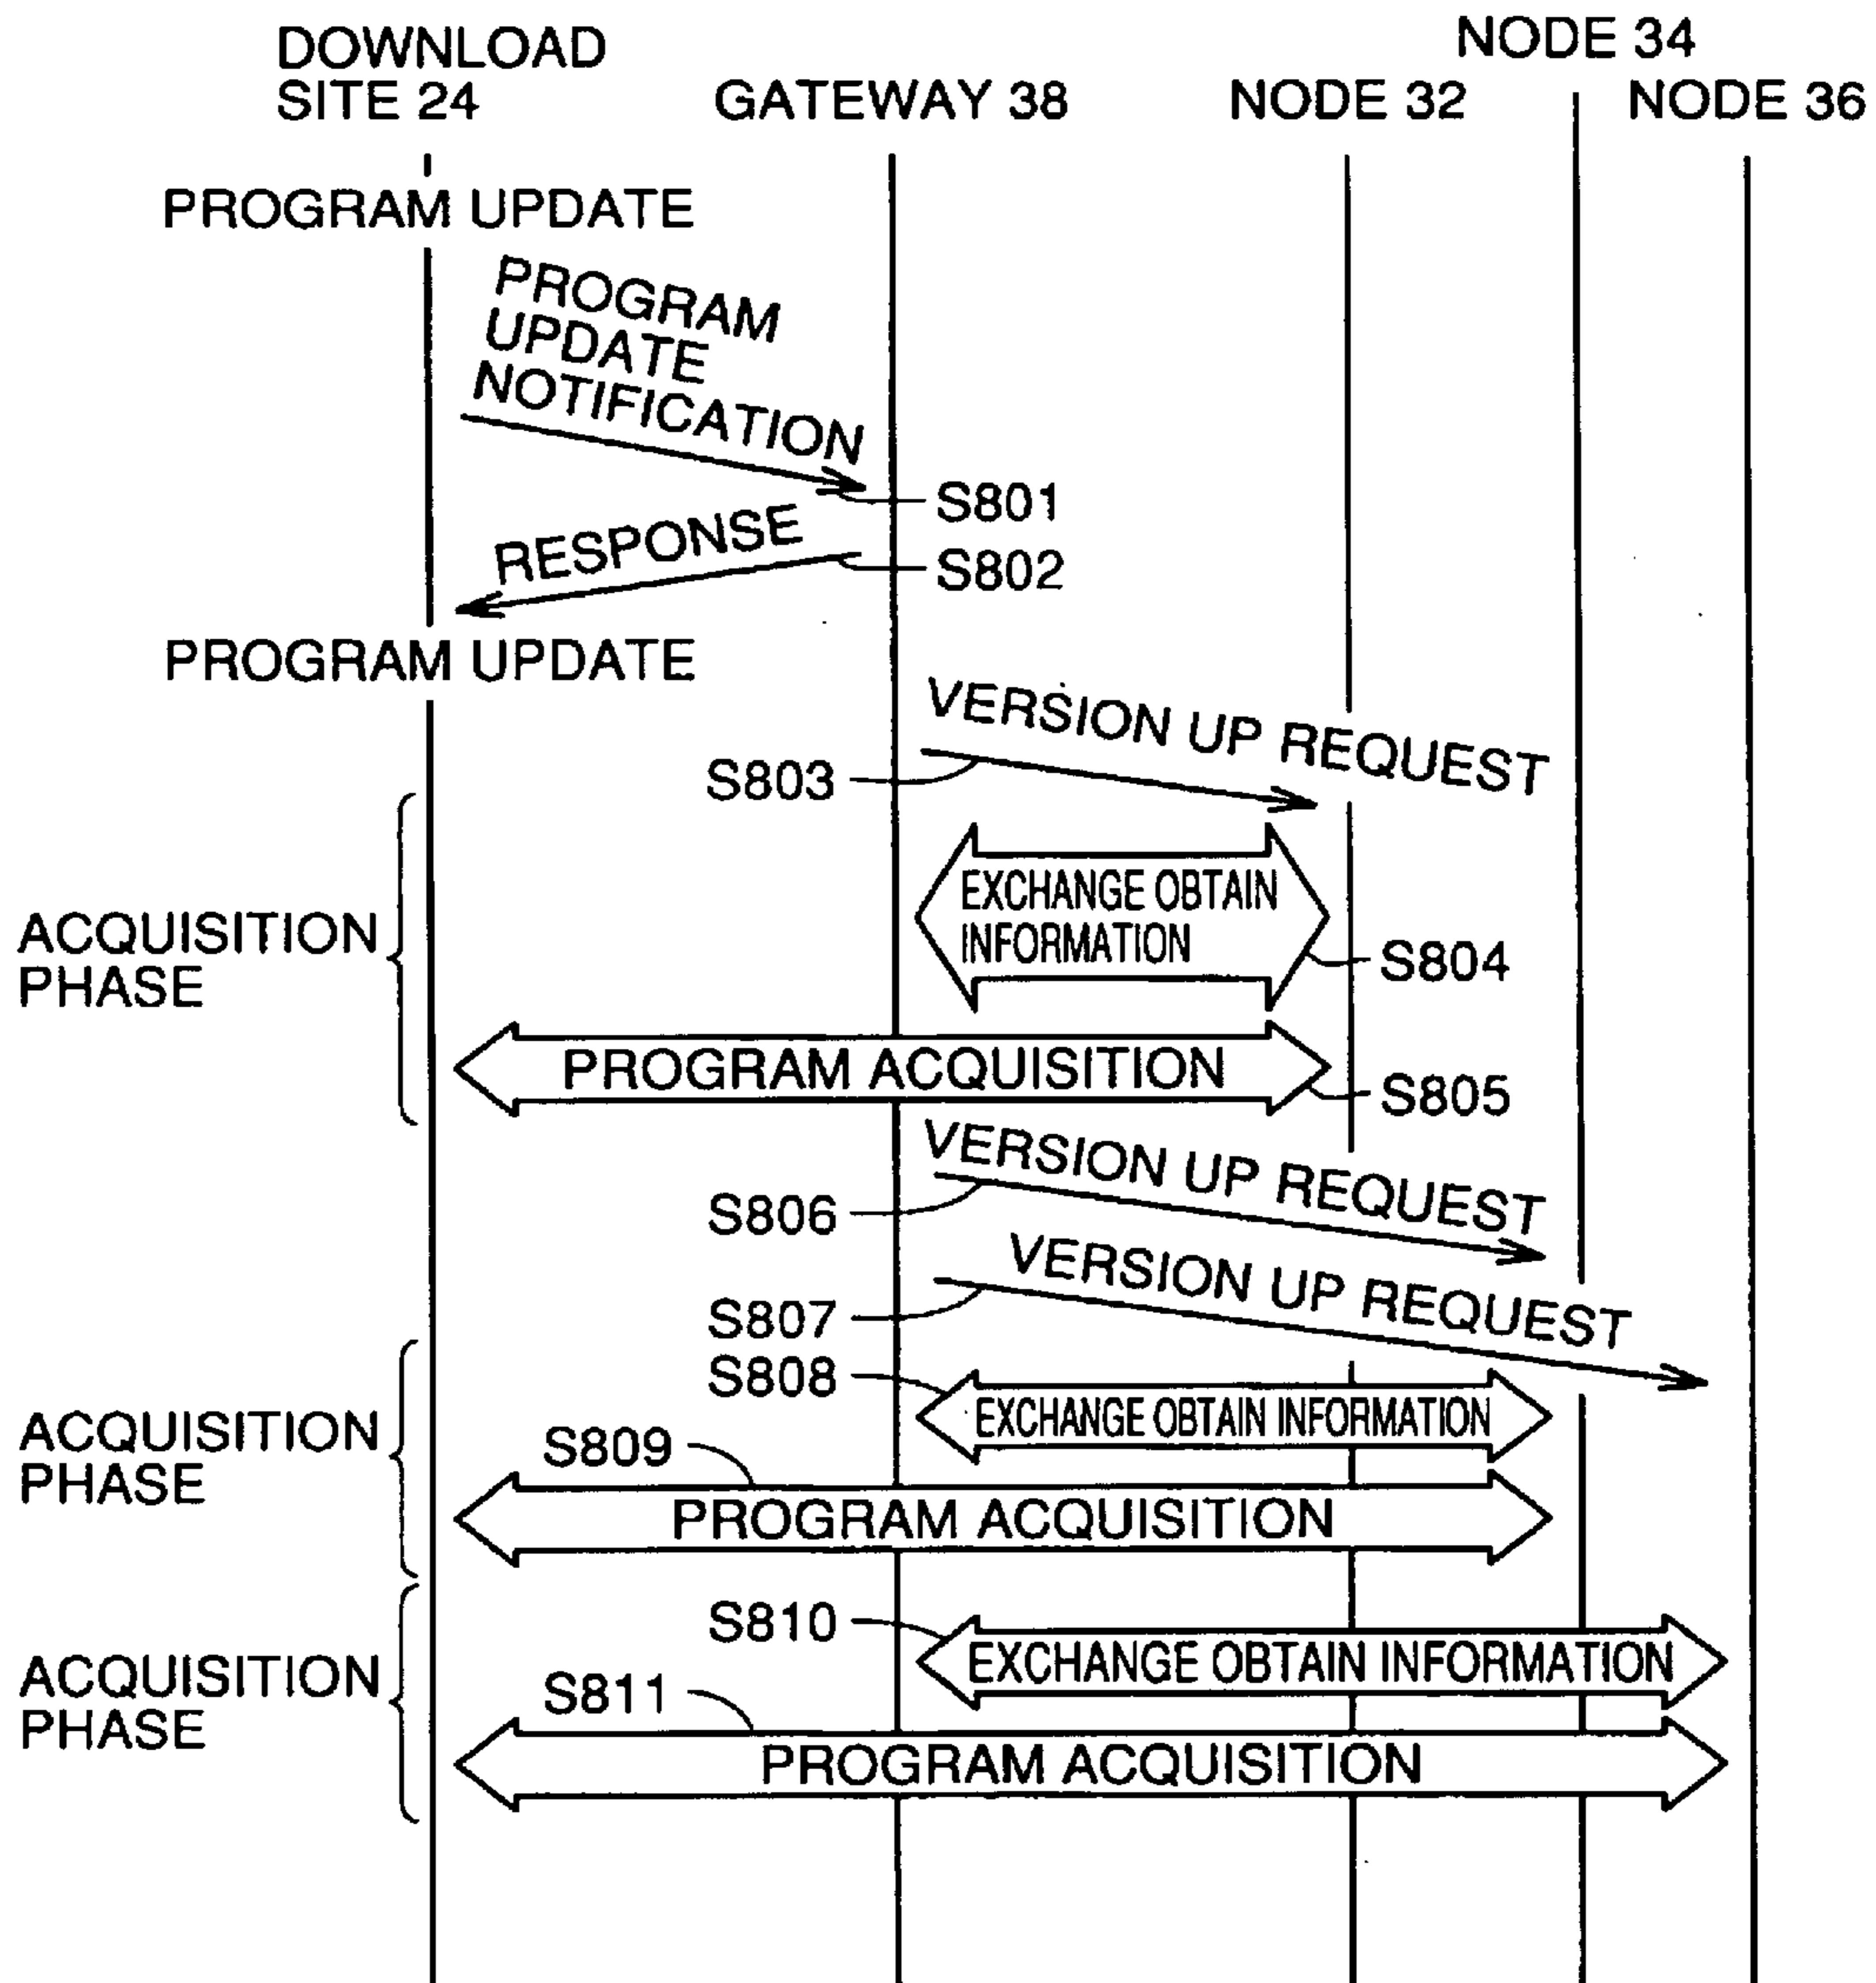 DOWNLOAD
SITE 24
GATEWAY 38
NODE 32
NODE 34
NODE 36
PROGRAM UPDATE
PROGRAM
UPDATE
NOTIFICATION
S801
RESPONSE
S802
PROGRAM UPDATE
VERSION UP REQUEST
S803
ACQUISITION
PHASE
EXCHANGE OBTAIN
INFORMATION
S804
PROGRAM ACQUISITION
S805
VERSION UP REQUEST
S806
VERSION UP REQUEST
S807
ACQUISITION
PHASE
S808
EXCHANGE OBTAIN INFORMATION
S809
PROGRAM ACQUISITION
ACQUISITION
PHASE
S810
EXCHANGE OBTAIN INFORMATION
S811
PROGRAM ACQUISITION